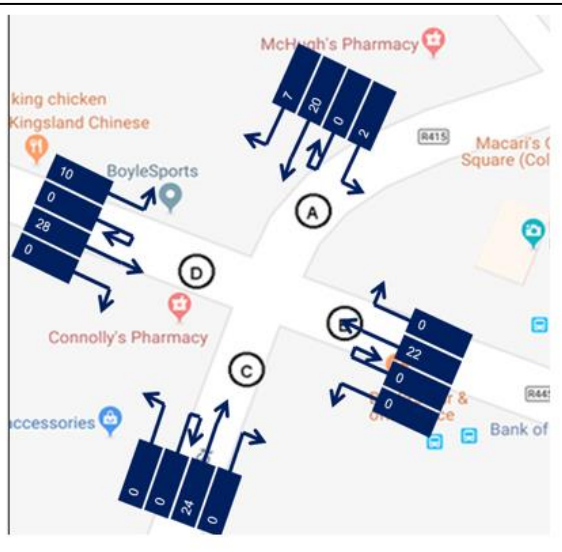 McHugh's Pharmacy
7
20
0
2
king chicken
Kingsland Chinese
R415
Macari's
Square (Col
BoyleSports
10
0
28
0
A
D
Connolly's Pharmacy
C
0
22
0
0
R445
&
Bank of
ccessories
0
0
24
0